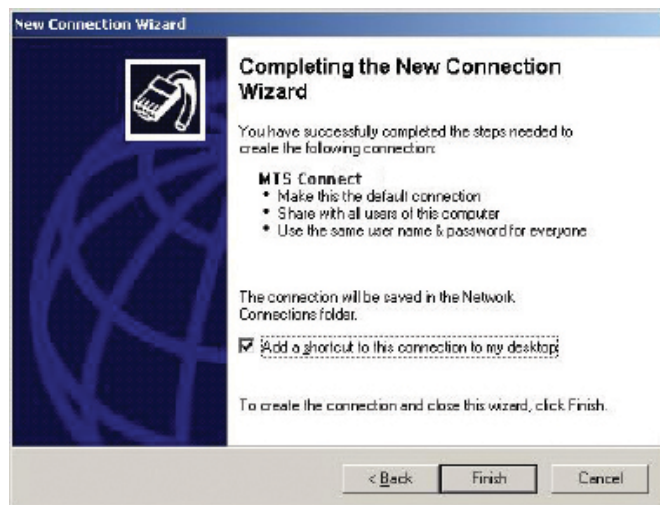 New Connection Wizard
Completing the New Connection
Wizard
You have successfully completed the steps needed to
create the following connection:
MTS Connect
• Make this the default connection
• Share with all users of this computer
• Use the same user name & password for everyone
The connection will be saved in the Network
Connections folder.
Add a shortcut to this connection to my desktop
To create the connection and close this wizard, click Finish.
< Back Finish Cancel